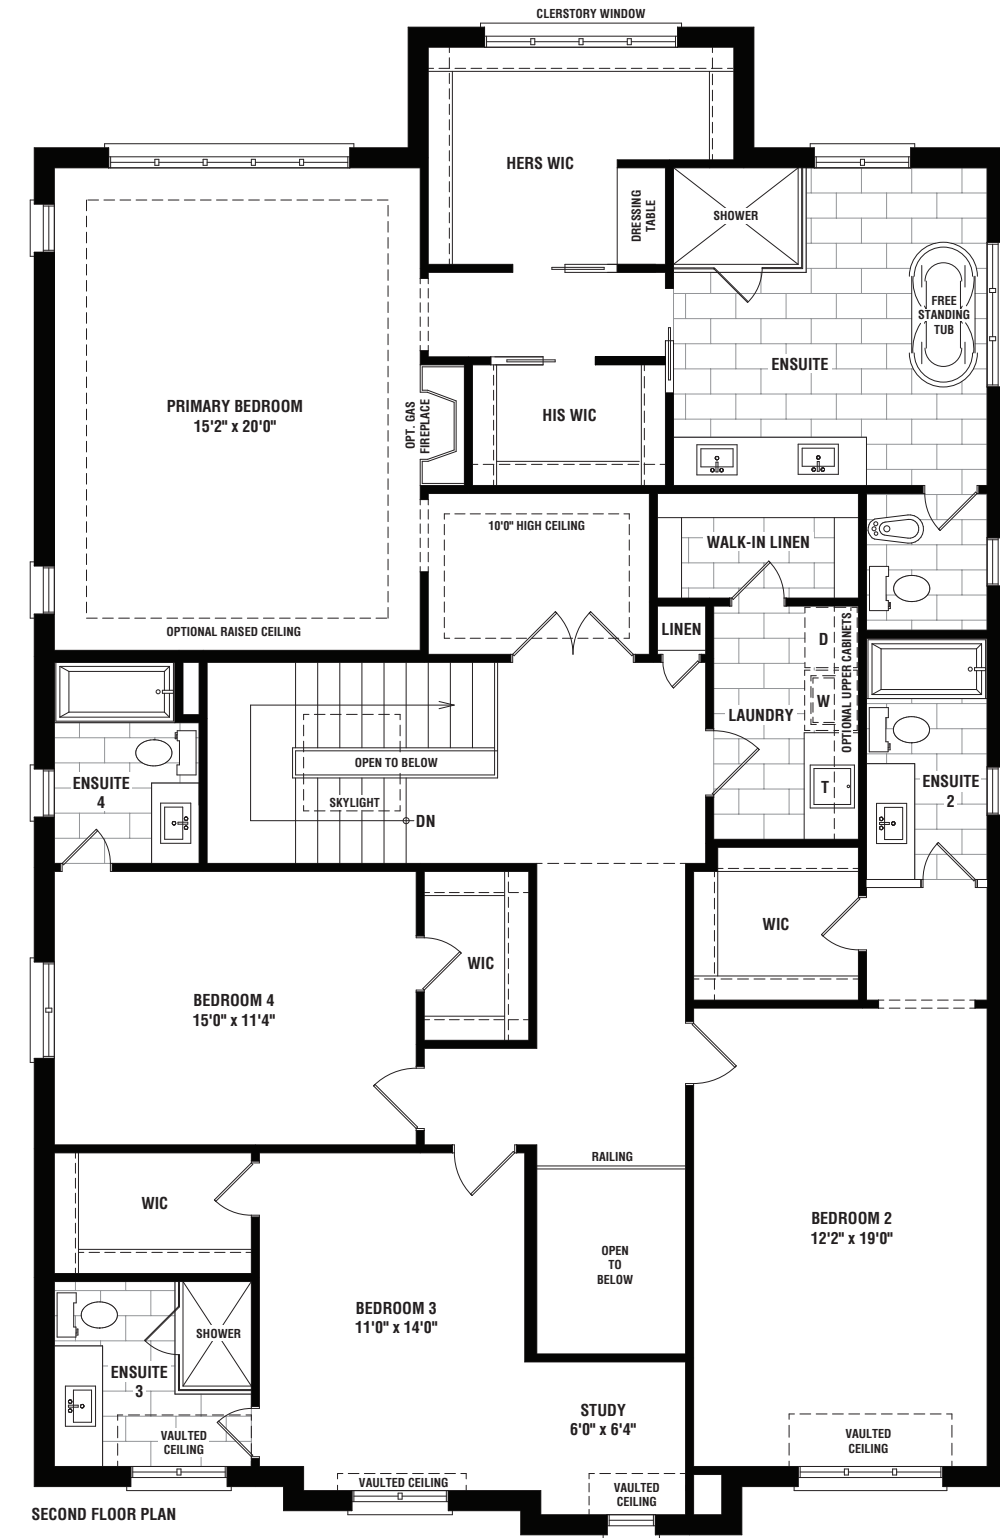 CLERSTORY WINDOW
HERS WIC
DRESSING
TABLE
SHOWER
FREE
STANDING
TUB
ENSUITE
PRIMARY BEDROOM
15'2" x 20'0"
OPT. GAS
FIREPLACE
HIS WIC
10'0" HIGH CEILING
WALK-IN LINEN
OPTIONAL RAISED CEILING
LINEN
D
W
OPTIONAL UPPER CABINETS
LAUNDRY
T
OPEN TO BELOW
SKYLIGHT
DN
ENSUITE
4
ENSUITE
2
WIC
WIC
BEDROOM 4
15'0" x 11'4"
RAILING
WIC
BEDROOM 2
12'2" x 19'0"
OPEN
TO
BELOW
BEDROOM 3
11'0" x 14'0"
SHOWER
ENSUITE
3
VAULTED
CEILING
STUDY
6'0" x 6'4"
VAULTED
CEILING
VAULTED CEILING
VAULTED
CEILING
SECOND FLOOR PLAN